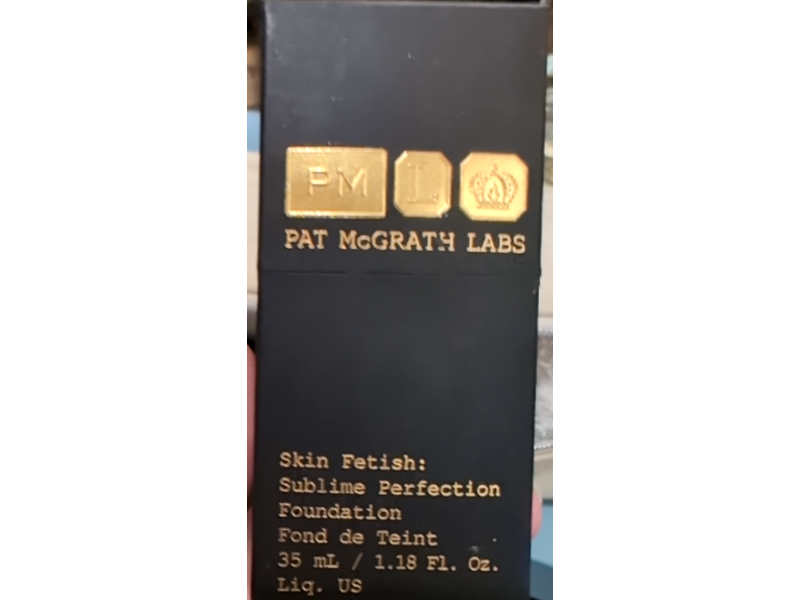 PM L
PAT McGRATH LABS
Skin Fetish:
Sublime Perfection
Foundation
Fond de Teint
35 mL / 1.18 Fl. Oz.
Liq. US